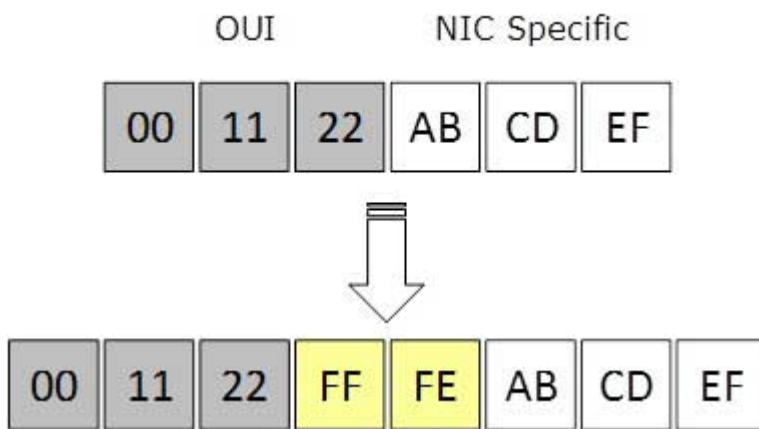 OUI NIC Specific
00 11 22 AB CD EF
00 11 22 FF FE AB CD EF